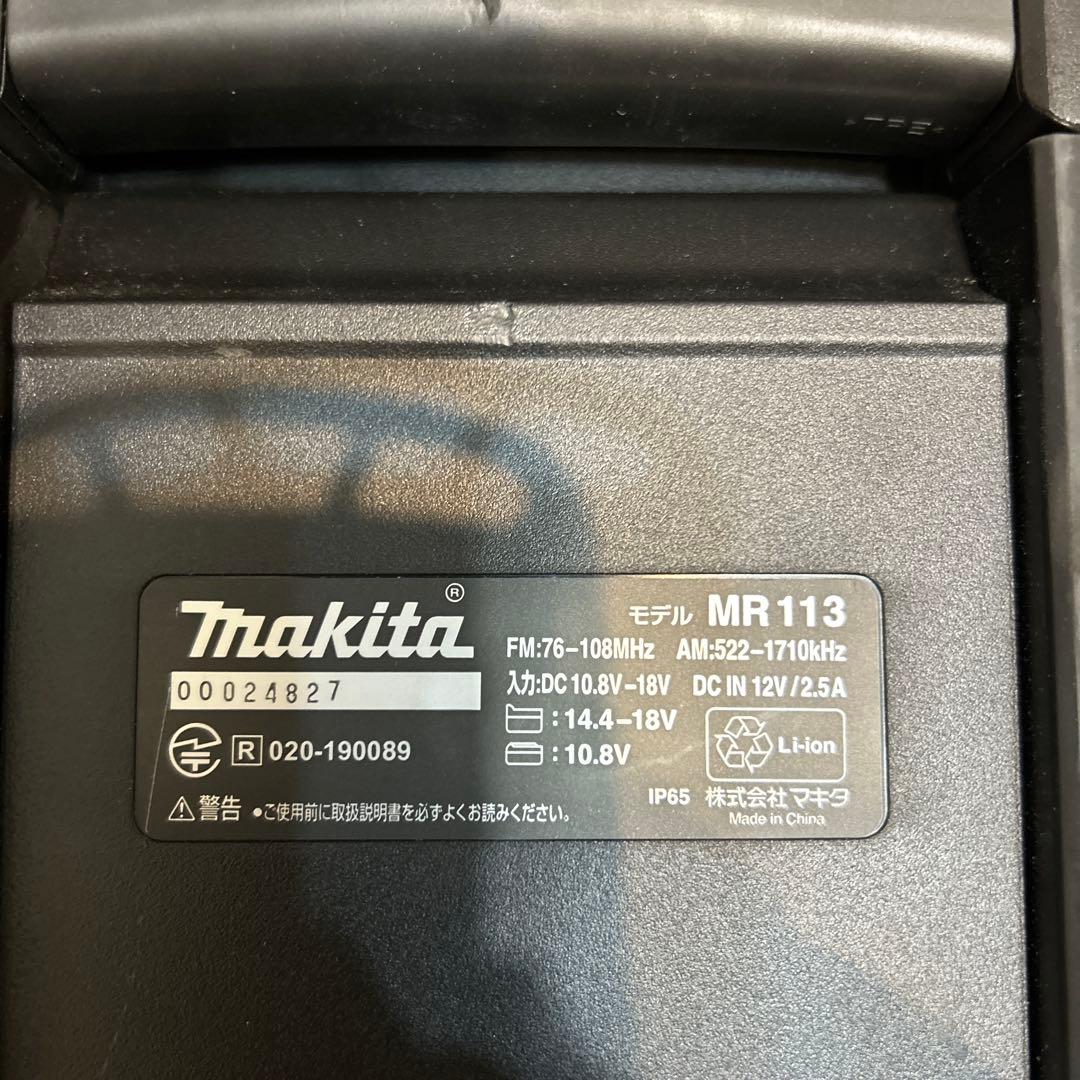 >TPE<
makita®
モデル MR113
00024827
FM:76-108MHz AM:522-1710kHz
入力:DC 10.8V-18V DC IN 12V/2.5A
:14.4-18V
:10.8V
R 020-190089
Li-ion
IP65 株式会社マキタ
Made in China
警告 ●ご使用前に取扱説明書を必ずよくお読みください。